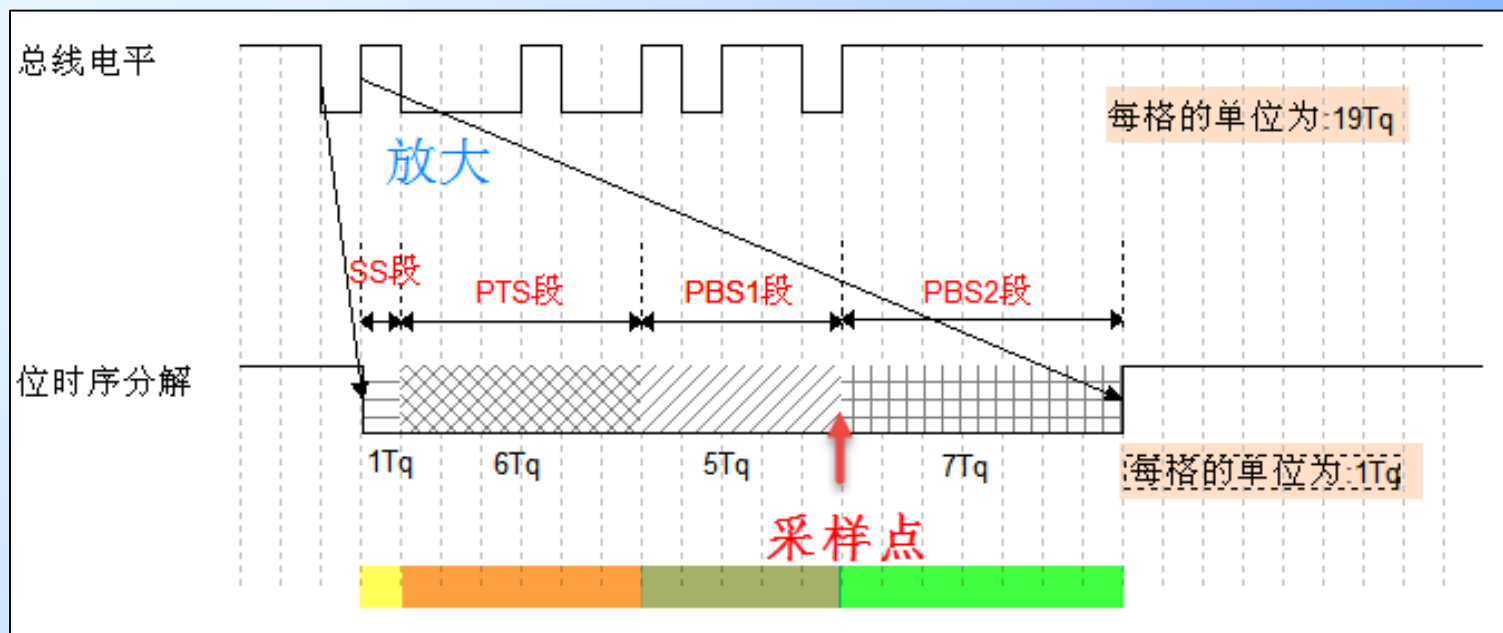 总线电平
每格的单位为:19Tq
放大
SS段
PTS段
PBS1段
PBS2段
位时序分解
1Tq
6Tq
5Tq
7Tq
每格的单位为:1Tq
采样点